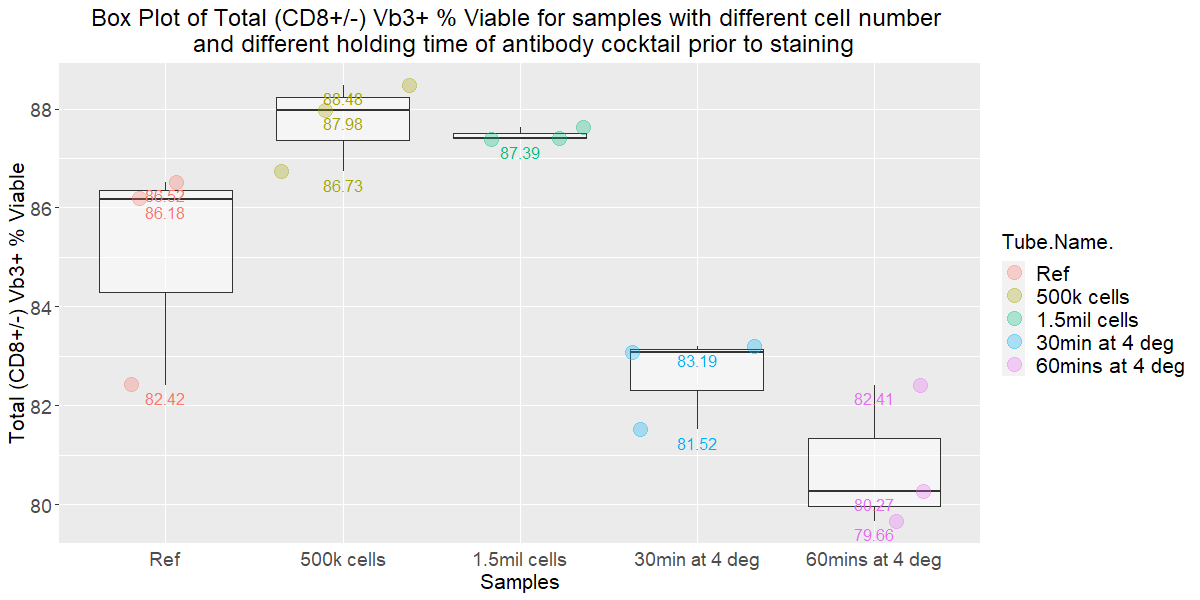 Box Plot of Total (CD8+/-) Vb3+ % Viable for samples with different cell number
and different holding time of antibody cocktail prior to staining
Total (CD8+/-) Vb3+ % Viable
88
86
84
82
80
86.52
86.18
82.42
88.48
87.98
86.73
87.39
83.19
81.52
82.41
80.27
79.66
Ref
500k cells
1.5mil cells
30min at 4 deg
60mins at 4 deg
Samples
Tube.Name.
Ref
500k cells
1.5mil cells
30min at 4 deg
60mins at 4 deg